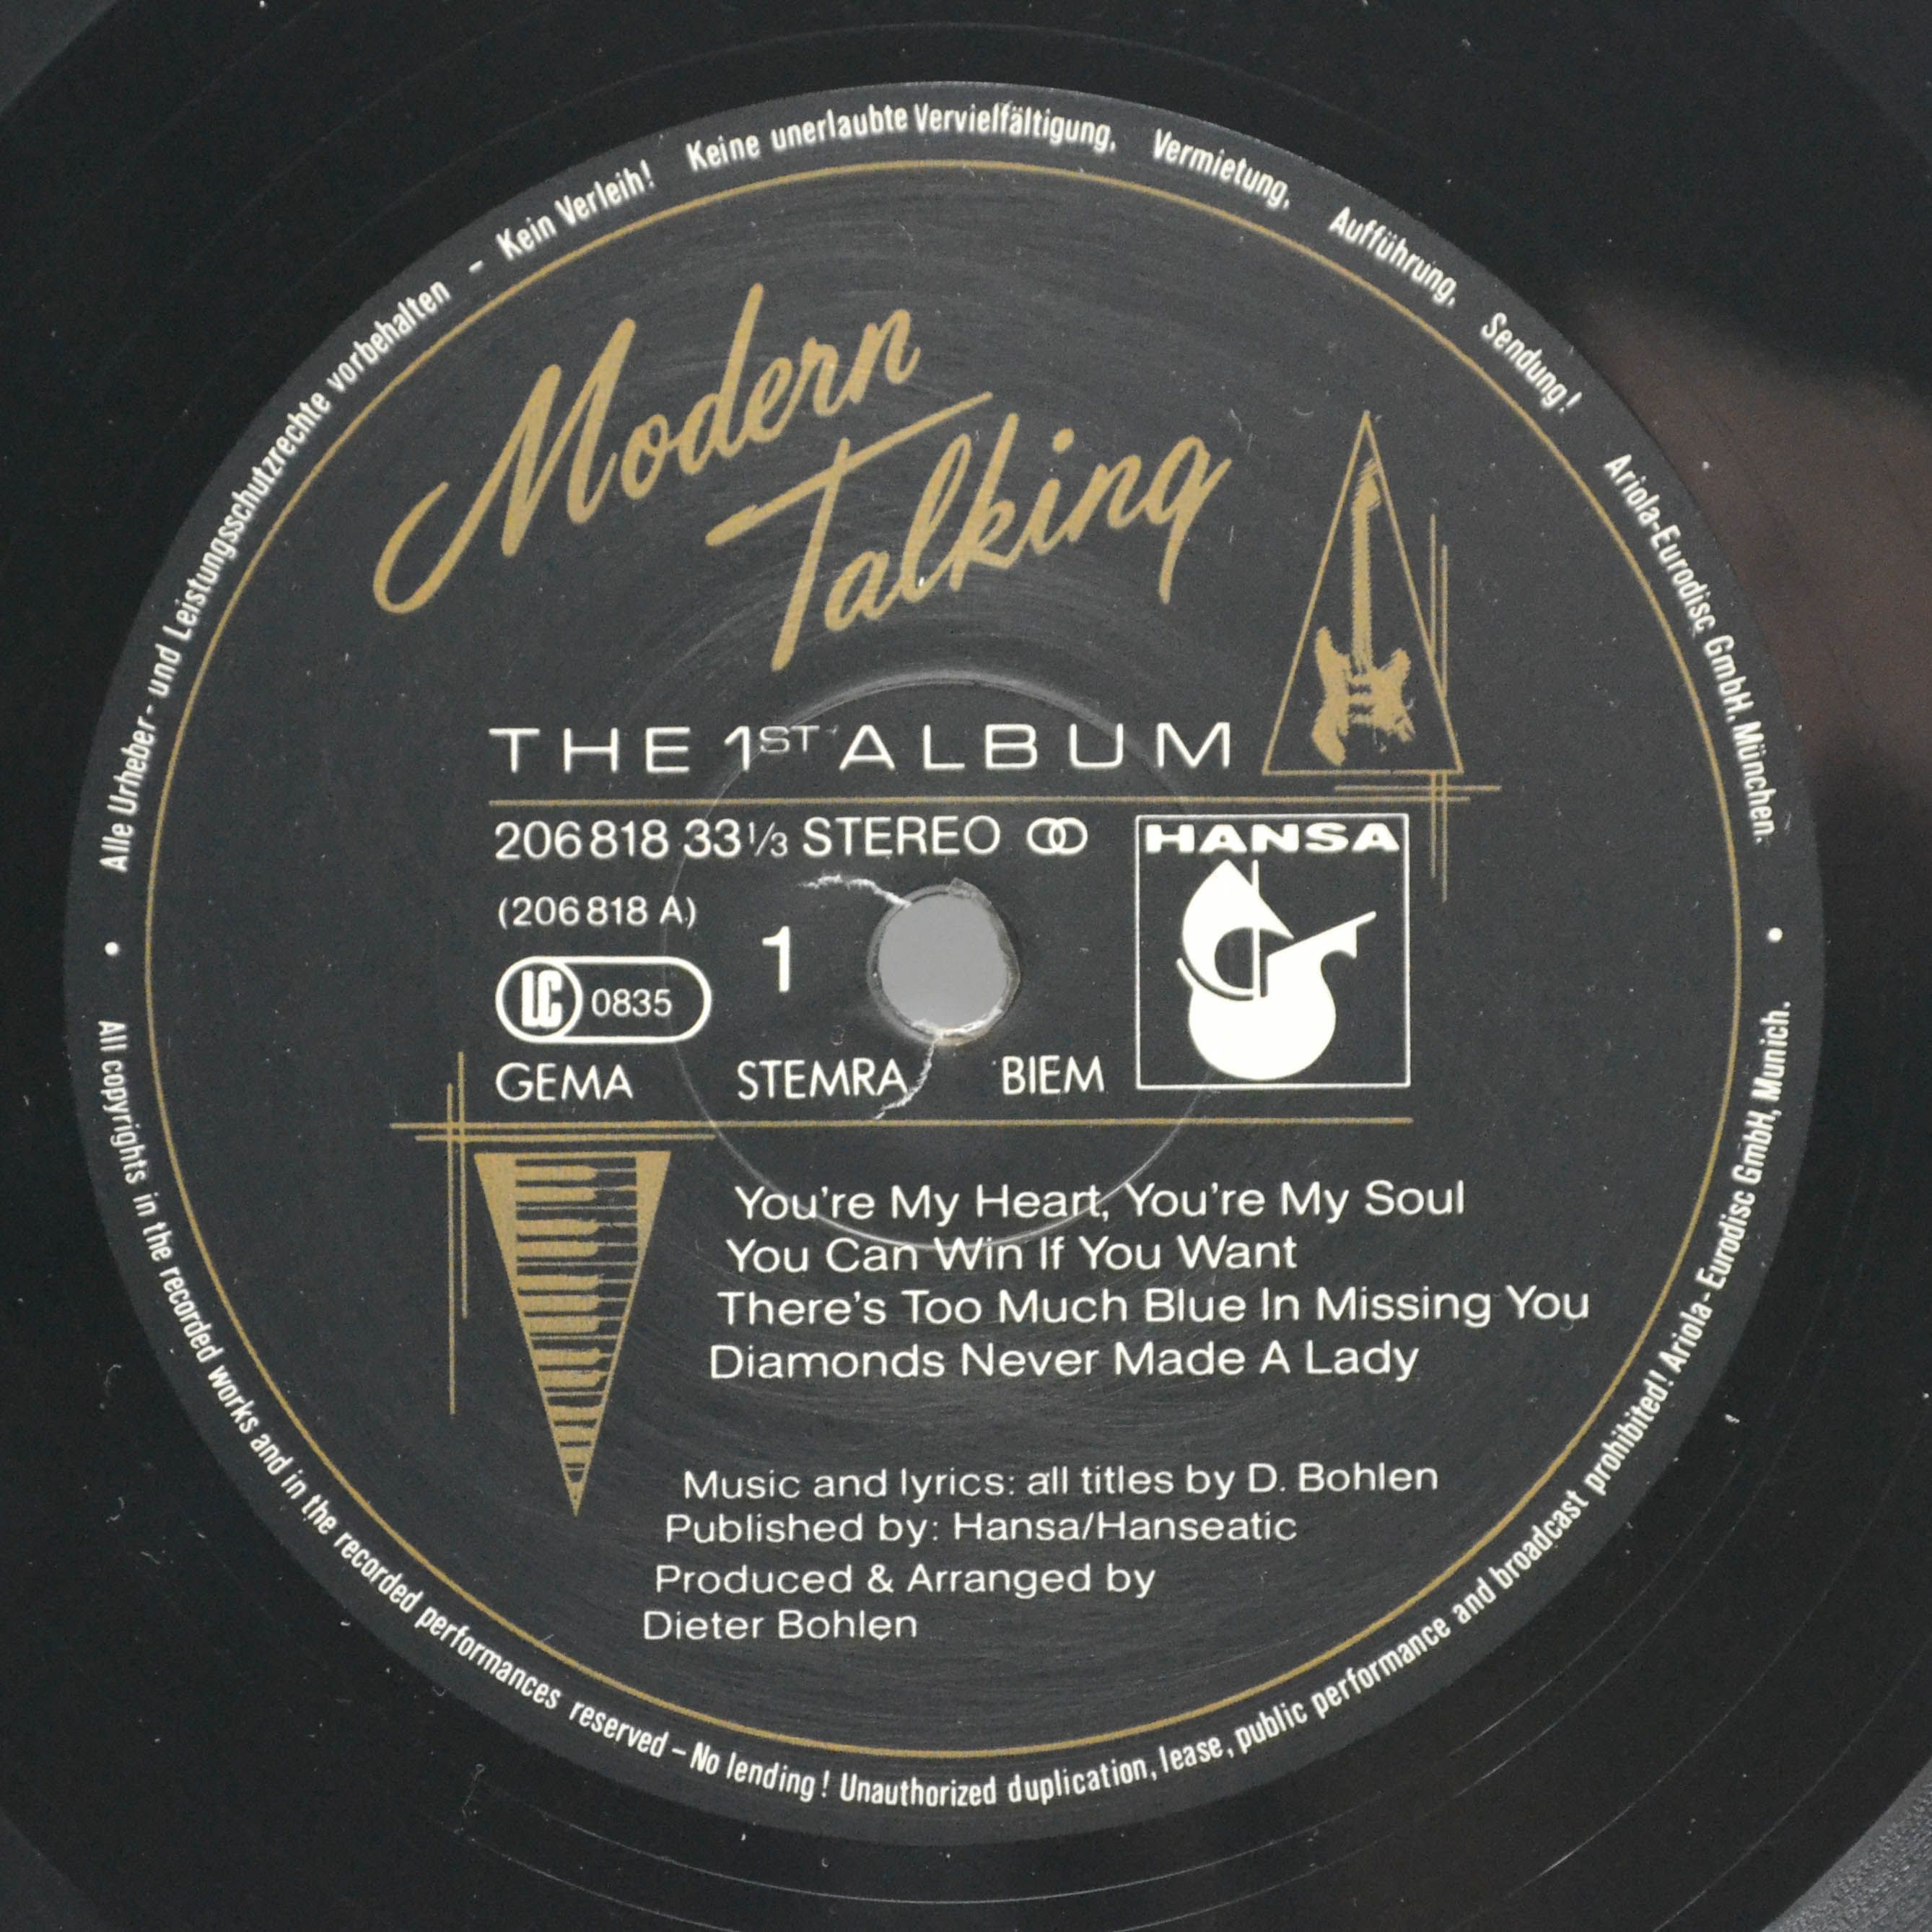 Alle Urheber- und Leistungsschutzrechte vorbehalten – Kein Verleih! Keine unerlaubte Vervielfältigung, Vermietung, Aufführung, Sendung! Ariola-Eurodisc GmbH, München.
Modern
Talking
THE 1ST ALBUM
206 818 33 1/3 STEREO
HANSA
(206 818 A)
1
LC 0835
GEMA STEMRA BIEM
You're My Heart, You're My Soul
You Can Win If You Want
There's Too Much Blue In Missing You
Diamonds Never Made A Lady
Music and lyrics: all titles by D. Bohlen
Published by: Hansa/Hanseatic
Produced & Arranged by
Dieter Bohlen
All copyrights in the recorded works and in the recorded performances reserved – No lending! Unauthorized duplication, lease, public performance and broadcast prohibited! Ariola-Eurodisc GmbH, Munich.